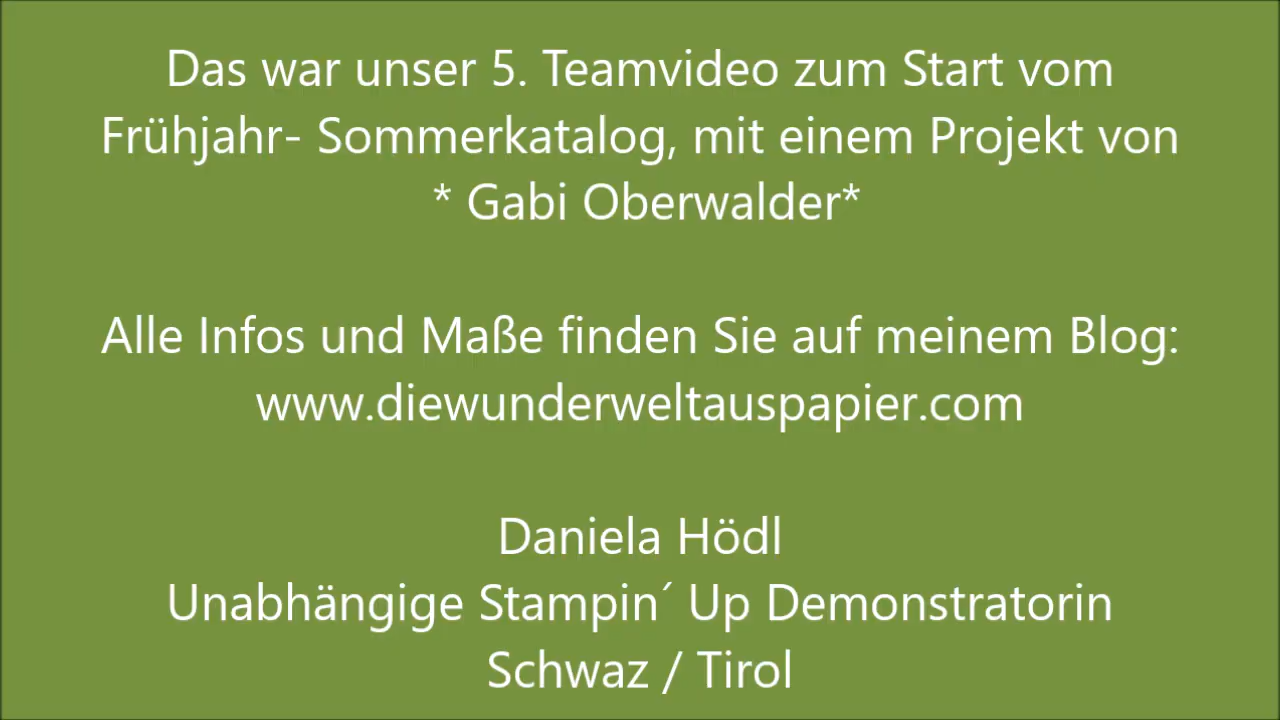 Das war unser 5. Teamvideo zum Start vom
Frühjahr- Sommerkatalog, mit einem Projekt von
* Gabi Oberwalder*
Alle Infos und Maße finden Sie auf meinem Blog:
www.diewunderweltauspapier.com
Daniela Hödl
Unabhängige Stampin´ Up Demonstratorin
Schwaz / Tirol